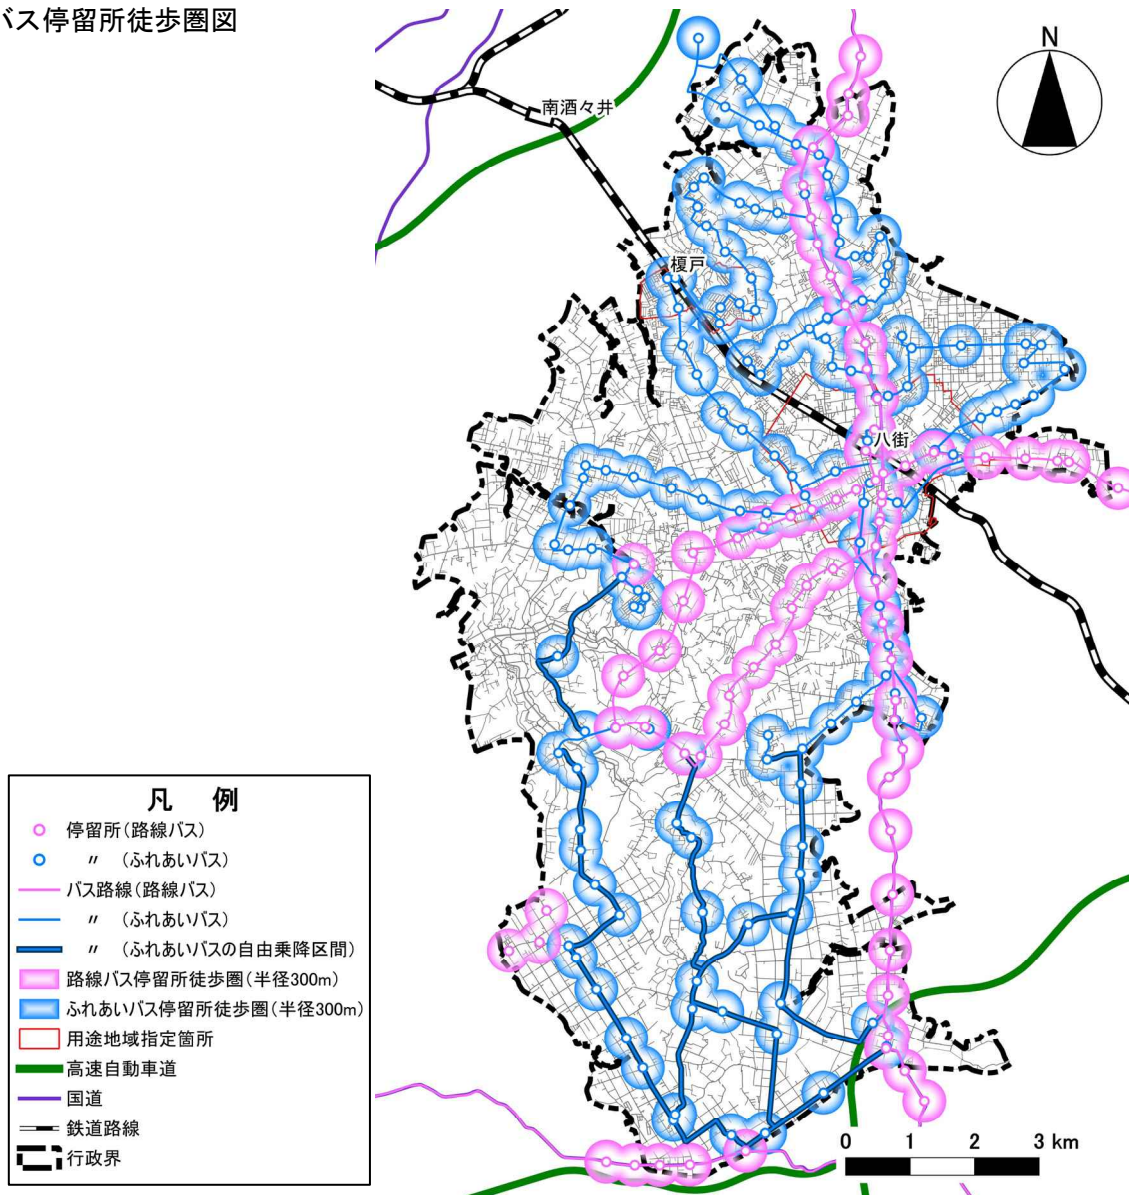 バス停留所徒歩圏図
N
南酒々井
榎戸
八街
凡 例
停留所(路線バス)
〃 (ふれあいバス)
バス路線(路線バス)
〃 (ふれあいバス)
〃 (ふれあいバスの自由乗降区間)
路線バス停留所徒歩圏(半径300m)
ふれあいバス停留所徒歩圏(半径300m)
用途地域指定箇所
高速自動車道
国道
鉄道路線
行政界
0 1 2 3 km